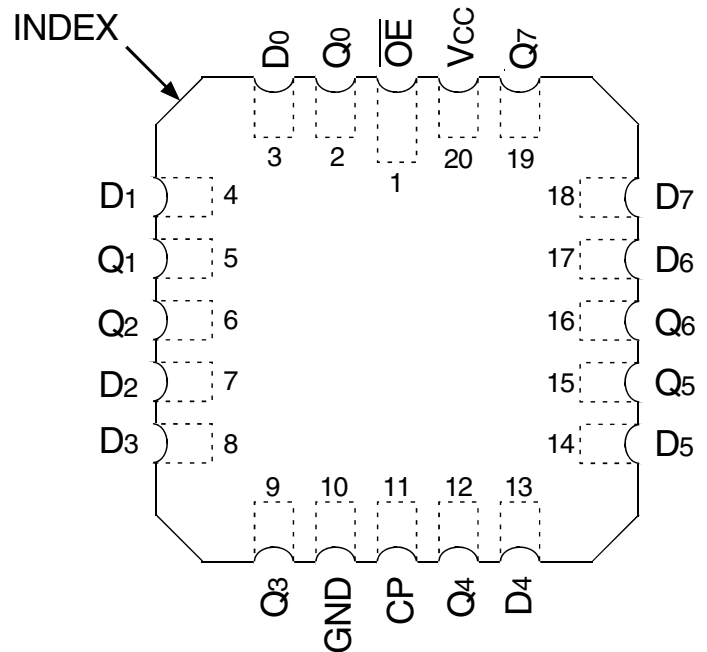 INDEX
D0 Q0 O̅E̅ VCC Q7
3 2 1 20 19
D1 4 18 D7
Q1 5 17 D6
Q2 6 16 Q6
D2 7 15 Q5
D3 8 14 D5
9 10 11 12 13
Q3 GND CP Q4 D4